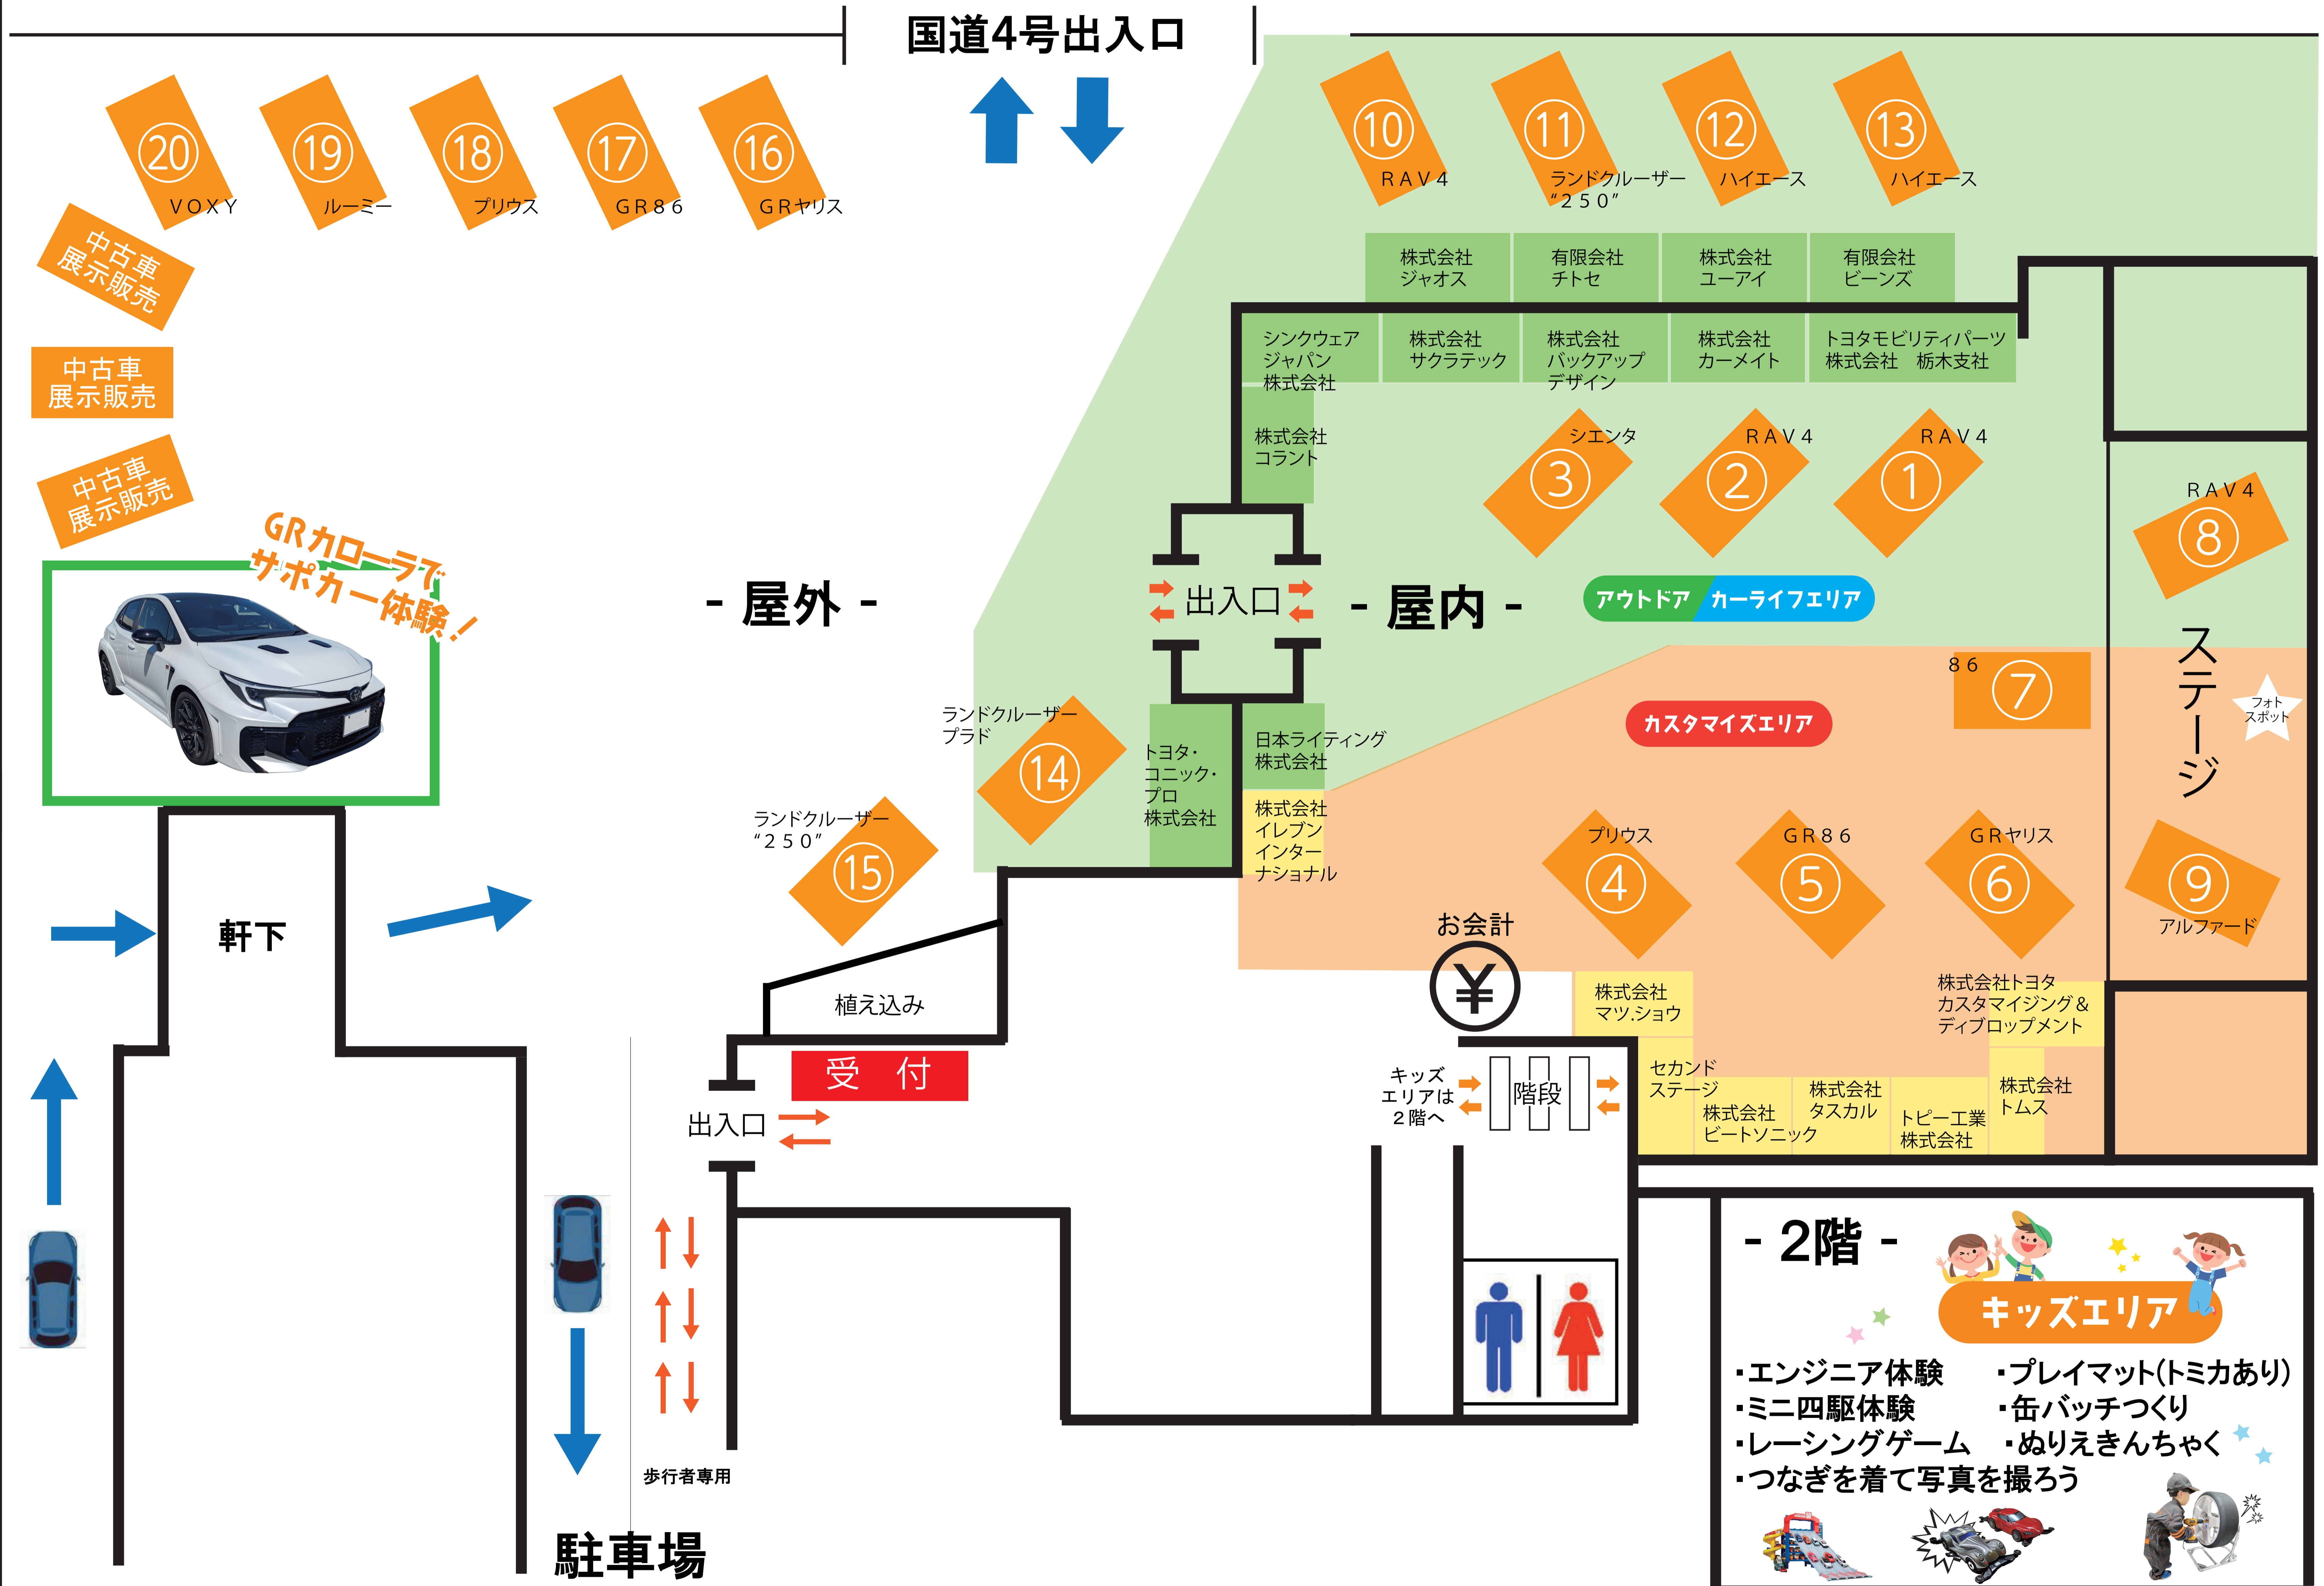 国道4号出入口
⑳
VOXY
⑲
ルーミー
⑱
プリウス
⑰
GR86
⑯
GRヤリス
⑩
RAV4
⑪
ランドクルーザー
“250”
⑫
ハイエース
⑬
ハイエース
中古車
展示販売
中古車
展示販売
中古車
展示販売
株式会社
ジャオス
有限会社
チトセ
株式会社
ユーアイ
有限会社
ビーンズ
シンクウェア
ジャパン
株式会社
株式会社
サクラテック
株式会社
バックアップ
デザイン
株式会社
カーメイト
トヨタモビリティパーツ
株式会社 栃木支社
株式会社
コラント
シエンタ
③
RAV4
②
RAV4
①
RAV4
⑧
GRカローラで
サポカー体験!
- 屋外 -
出入口
- 屋内 -
アウトドア カーライフエリア
カスタマイズエリア
86
⑦
ステージ
フォト
スポット
ランドクルーザー
プラド
⑭
トヨタ・
コニック・
プロ
株式会社
日本ライティング
株式会社
株式会社
イレブン
インター
ナショナル
ランドクルーザー
“250”
⑮
プリウス
④
GR86
⑤
GRヤリス
⑥
⑨
アルファード
軒下
植え込み
お会計
¥
株式会社
マツ.ショウ
株式会社トヨタ
カスタマイジング&
ディブロップメント
受 付
出入口
キッズ
エリアは
2階へ
階段
セカンド
ステージ
株式会社
ビートソニック
株式会社
タスカル
トピー工業
株式会社
株式会社
トムス
歩行者専用
駐車場
- 2階 -
キッズエリア
・エンジニア体験
・プレイマット(トミカあり)
・ミニ四駆体験
・缶バッチつくり
・レーシングゲーム
・ぬりえきんちゃく
・つなぎを着て写真を撮ろう